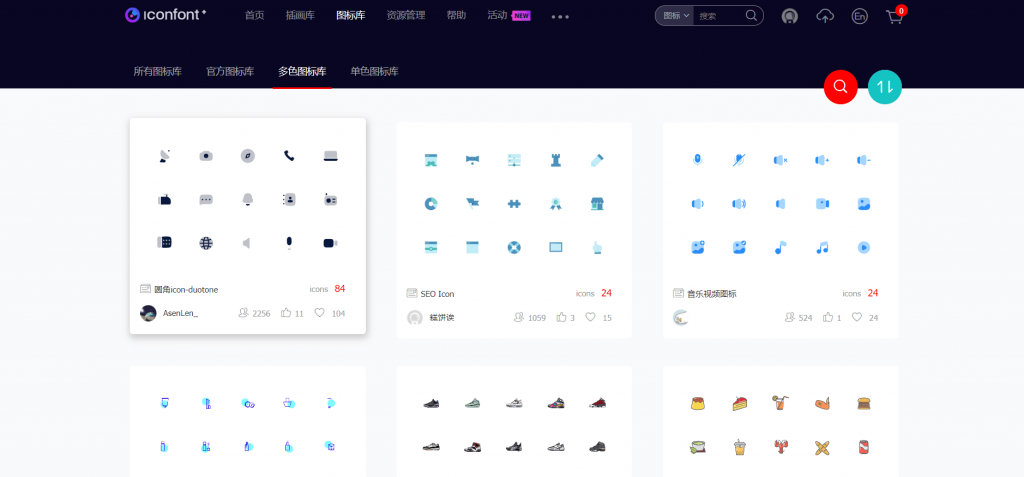 iconfont+
首页 插画库 图标库 资源管理 帮助 活动 NEW
图标 搜索 En 0
所有图标库 官方图标库 多色图标库 单色图标库
圆角icon-duotone icons 84
AsenLen_ 2256 11 104
SEO Icon icons 24
糕饼读 1059 3 15
音乐视频图标 icons 24
524 1 24